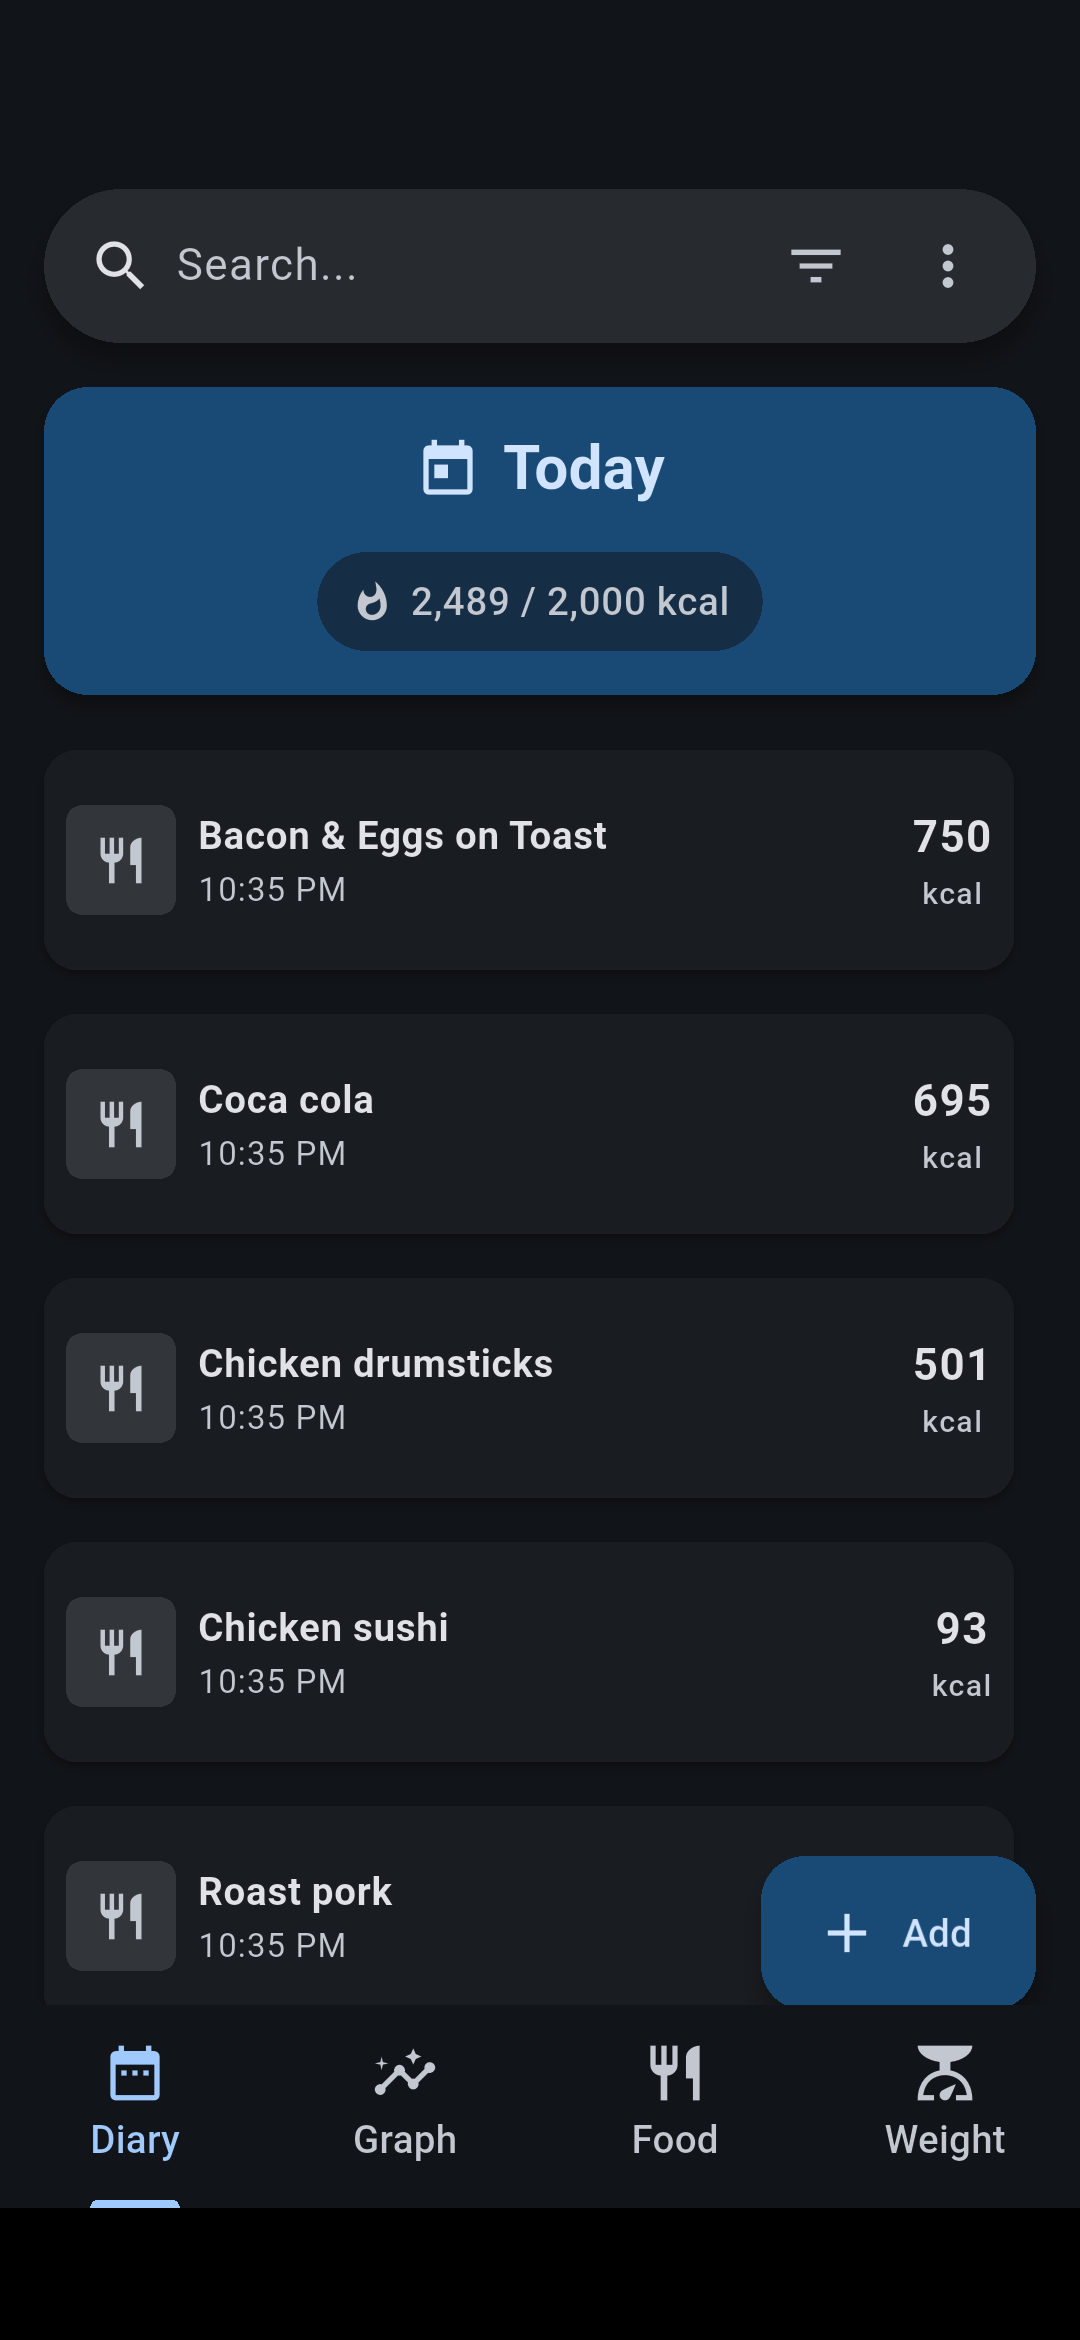 Search...
Today
2,489 / 2,000 kcal
Bacon & Eggs on Toast
10:35 PM
750
kcal
Coca cola
10:35 PM
695
kcal
Chicken drumsticks
10:35 PM
501
kcal
Chicken sushi
10:35 PM
93
kcal
Roast pork
10:35 PM
Add
Diary
Graph
Food
Weight